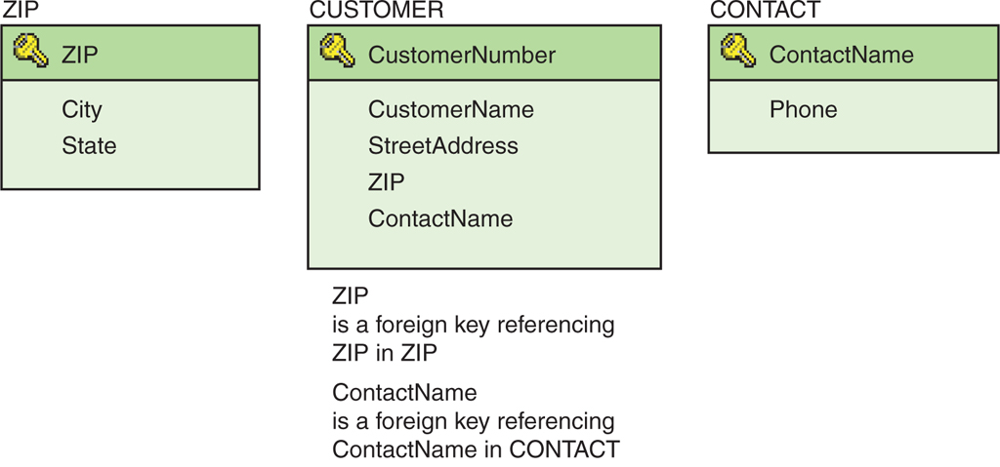 ZIP
ZIP
City
State
CUSTOMER
CustomerNumber
CustomerName
StreetAddress
ZIP
ContactName
ZIP
is a foreign key referencing
ZIP in ZIP
ContactName
is a foreign key referencing
ContactName in CONTACT
CONTACT
ContactName
Phone